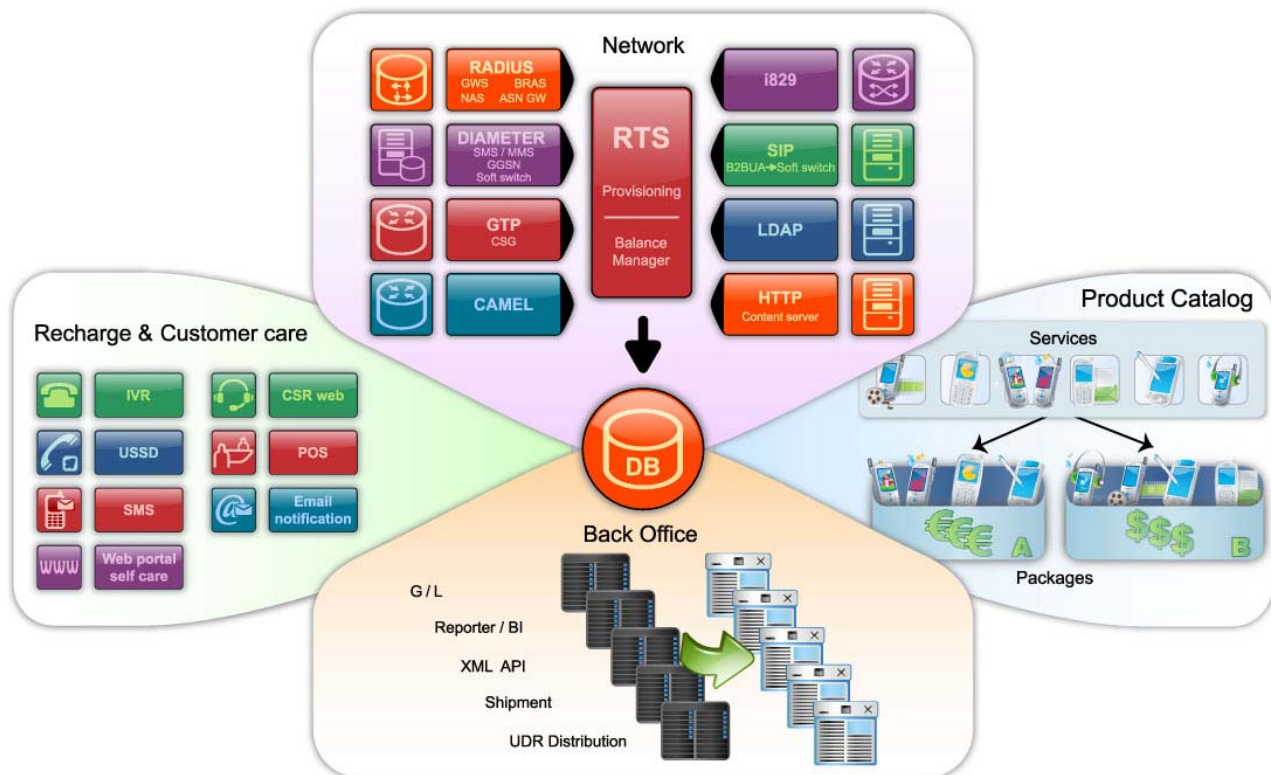 Network
RADIUS
GWS BRAS
NAS ASN GW
DIAMETER
SMS / MMS
GGSN
Soft switch
GTP
CSG
CAMEL
RTS
Provisioning
Balance
Manager
i829
SIP
B2BUA➔Soft switch
LDAP
HTTP
Content server
Recharge & Customer care
IVR
CSR web
USSD
POS
SMS
Email
notification
www
Web portal
self care
DB
Product Catalog
Services
€€€ A
$$$ B
Packages
Back Office
G / L
Reporter / BI
XML API
Shipment
UDR Distribution